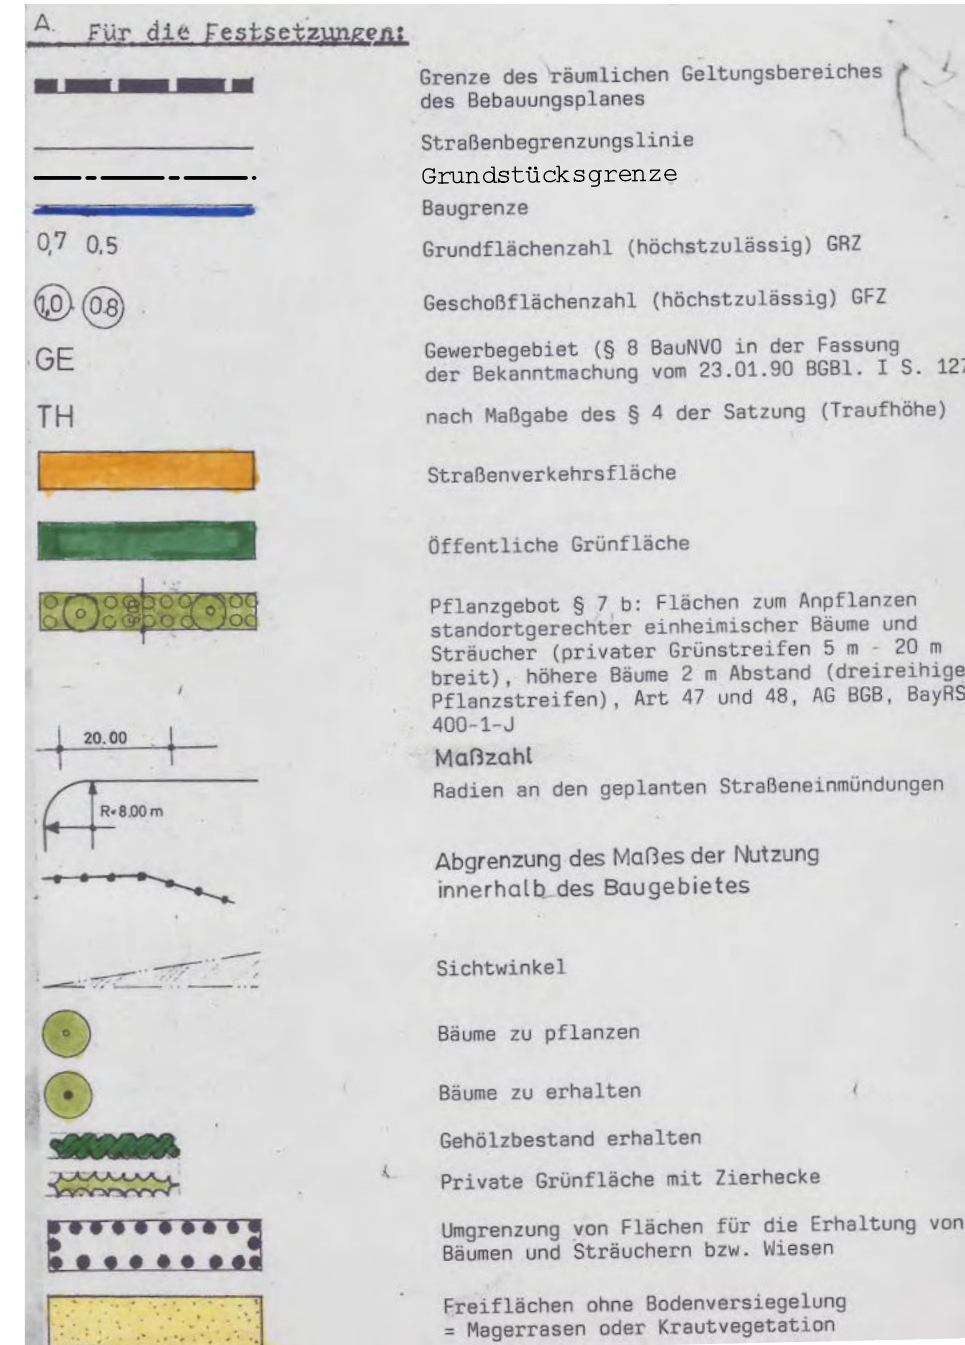 A. Für die Festsetzungen:
Grenze des räumlichen Geltungsbereiches
des Bebauungsplanes
Straßenbegrenzungslinie
Grundstücksgrenze
Baugrenze
0,7 0,5 Grundflächenzahl (höchstzulässig) GRZ
1,0 0.8 Geschoßflächenzahl (höchstzulässig) GFZ
GE Gewerbegebiet (§ 8 BauNVO in der Fassung
der Bekanntmachung vom 23.01.90 BGBl. I S. 127
TH nach Maßgabe des § 4 der Satzung (Traufhöhe)
Straßenverkehrsfläche
Öffentliche Grünfläche
Pflanzgebot § 7 b: Flächen zum Anpflanzen
standortgerechter einheimischer Bäume und
Sträucher (privater Grünstreifen 5 m - 20 m
breit), höhere Bäume 2 m Abstand (dreireihige
Pflanzstreifen), Art 47 und 48, AG BGB, BayRS
400-1-J
20.00 Maßzahl
Radien an den geplanten Straßeneinmündungen
R=8.00 m
Abgrenzung des Maßes der Nutzung
innerhalb des Baugebietes
Sichtwinkel
Bäume zu pflanzen
Bäume zu erhalten
Gehölzbestand erhalten
Private Grünfläche mit Zierhecke
Umgrenzung von Flächen für die Erhaltung von
Bäumen und Sträuchern bzw. Wiesen
Freiflächen ohne Bodenversiegelung
= Magerrasen oder Krautvegetation